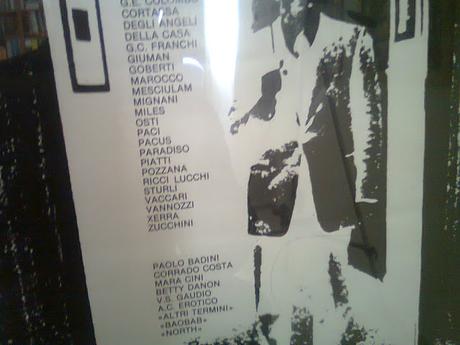 G.E. COLOMBO
CORTASSA
DEGLI ANGELI
DELLA CASA
G.C. FRANCHI
GIUMAN
GOBERTI
MAROCCO
MESCIULAM
MIGNANI
MILES
OSTI
PACI
PACUS
PARADISO
PIATTI
POZZANA
RICCI LUCCHI
STURLI
VACCARI
VANNOZZI
XERRA
ZUCCHINI
PAOLO BADINI
CORRADO COSTA
MARA CINI
BETTY DANON
V.S. GAUDIO
A.C. EROTICO
«ALTRI TERMINI»
«BAOBAB»
«NORTH»